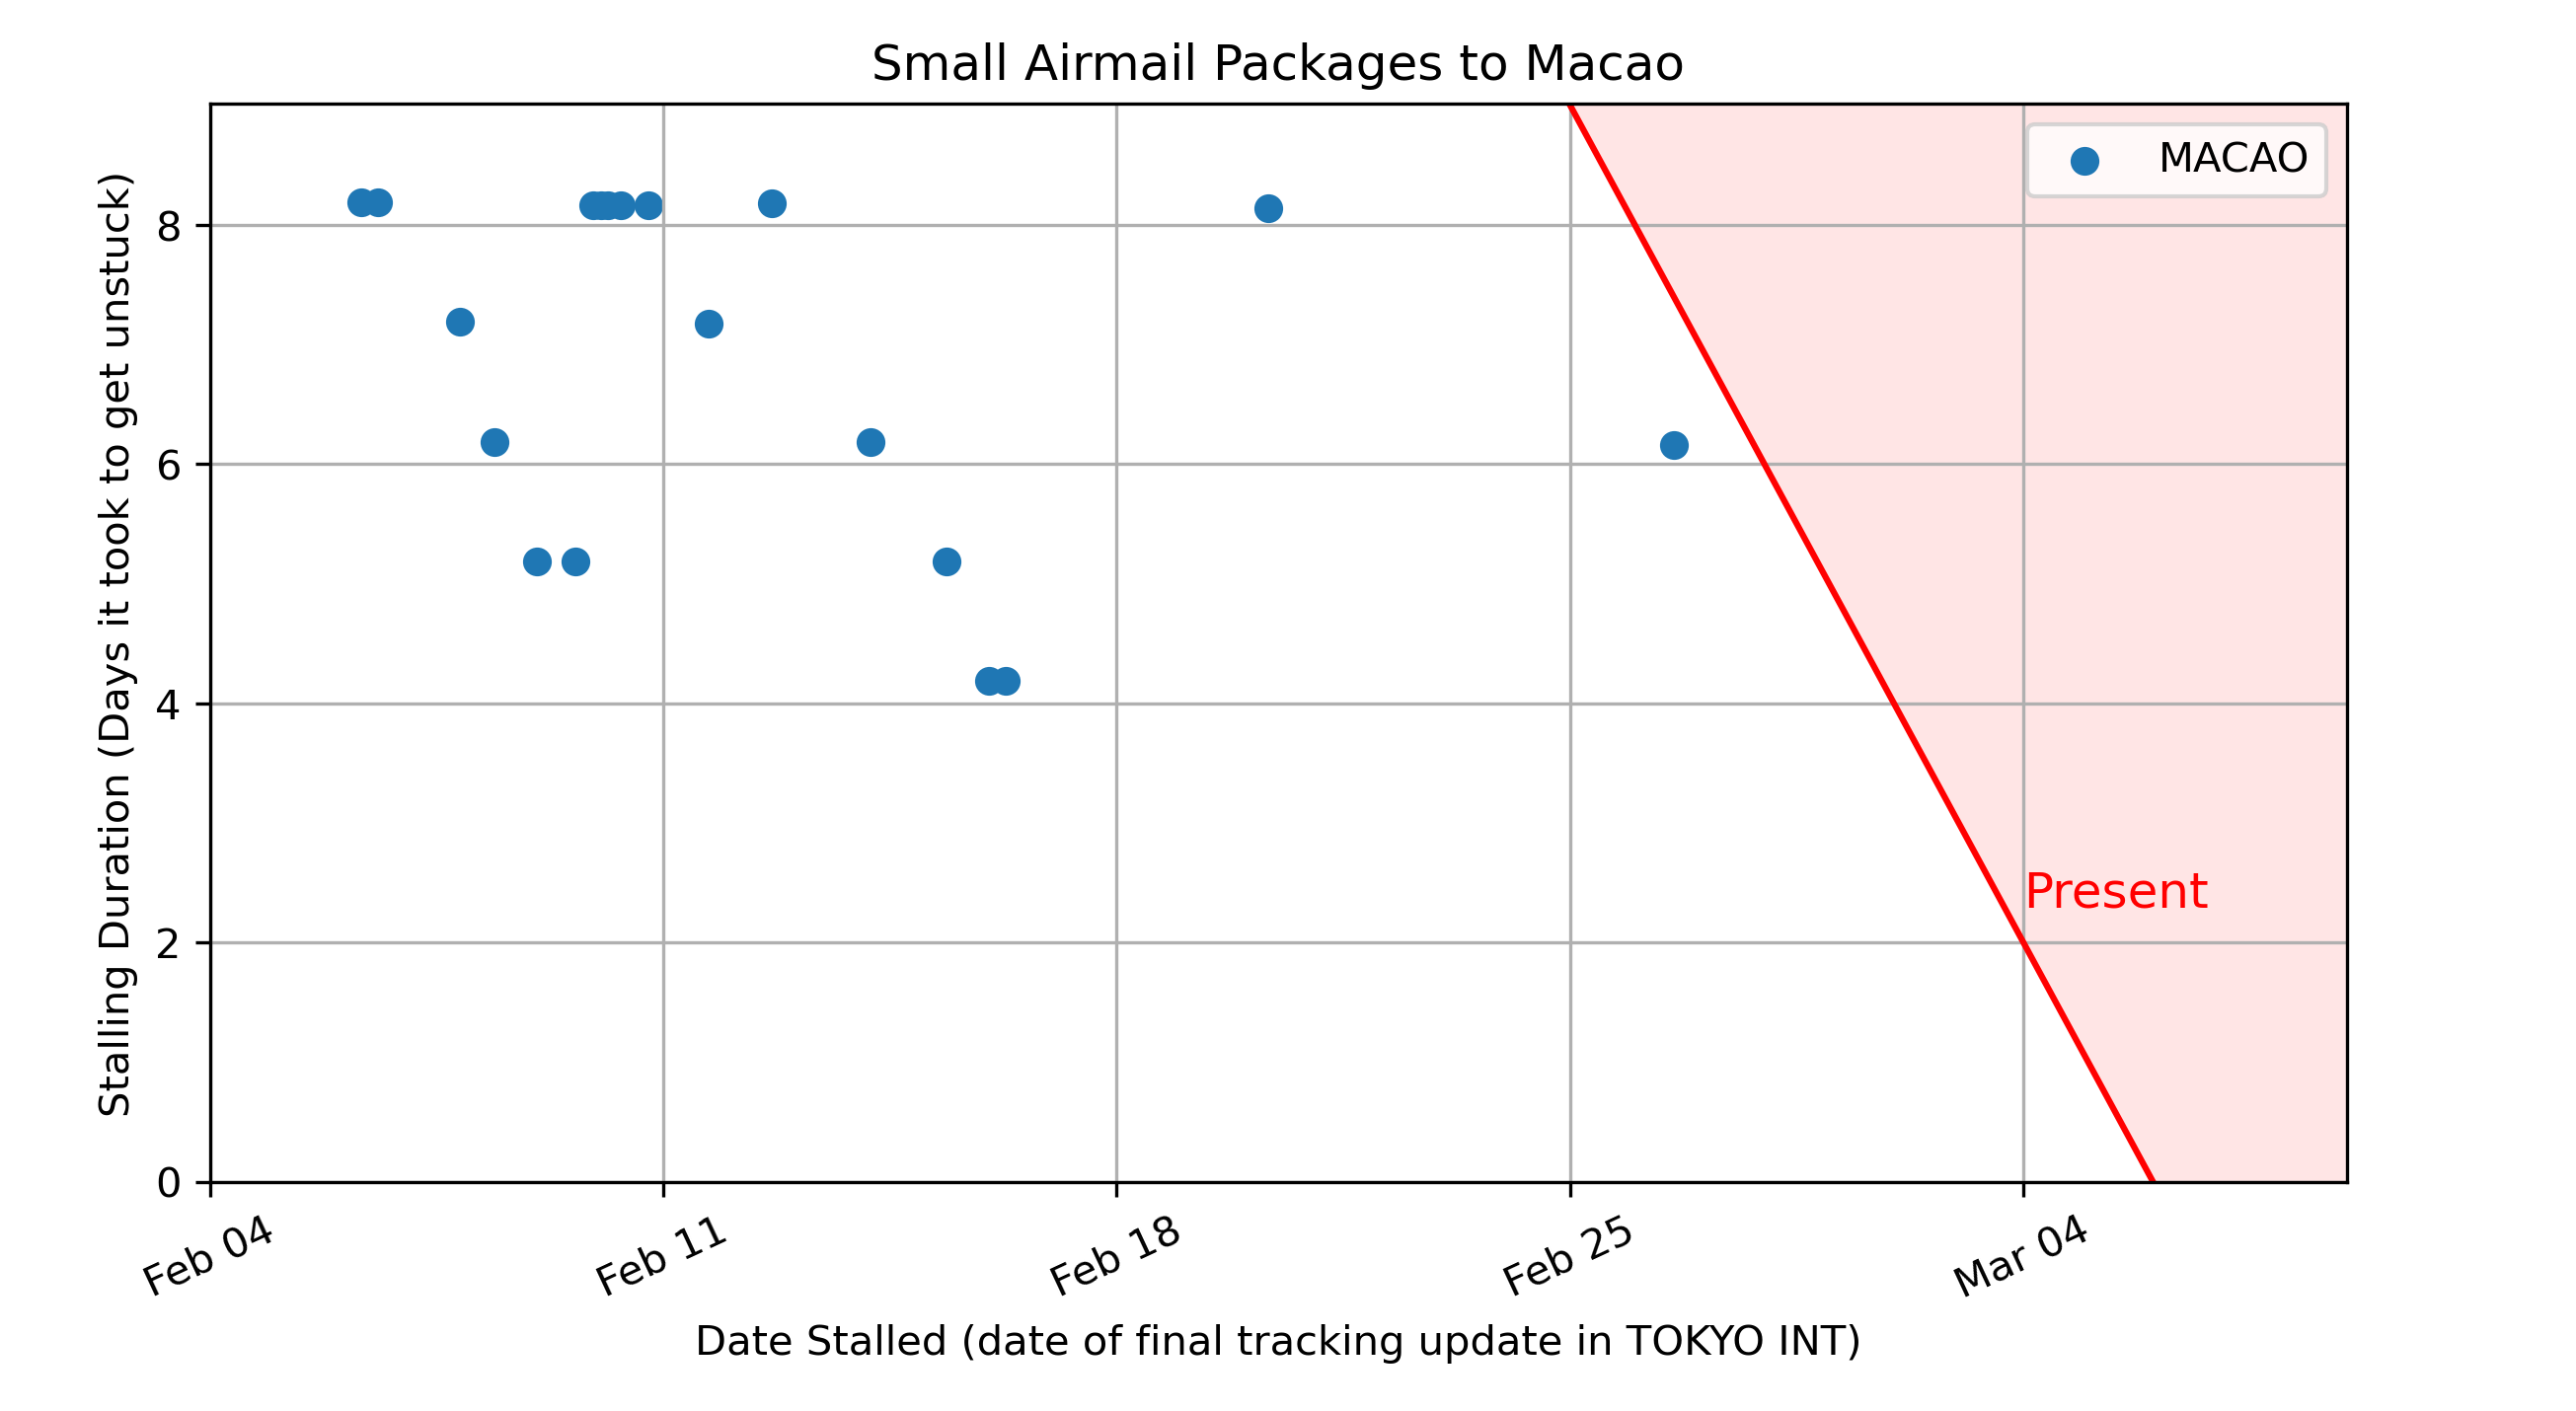 Small Airmail Packages to Macao
MACAO
Stalling Duration (Days it took to get unstuck)
8
6
4
2
0
Present
Feb 04
Feb 11
Feb 18
Feb 25
Mar 04
Date Stalled (date of final tracking update in TOKYO INT)